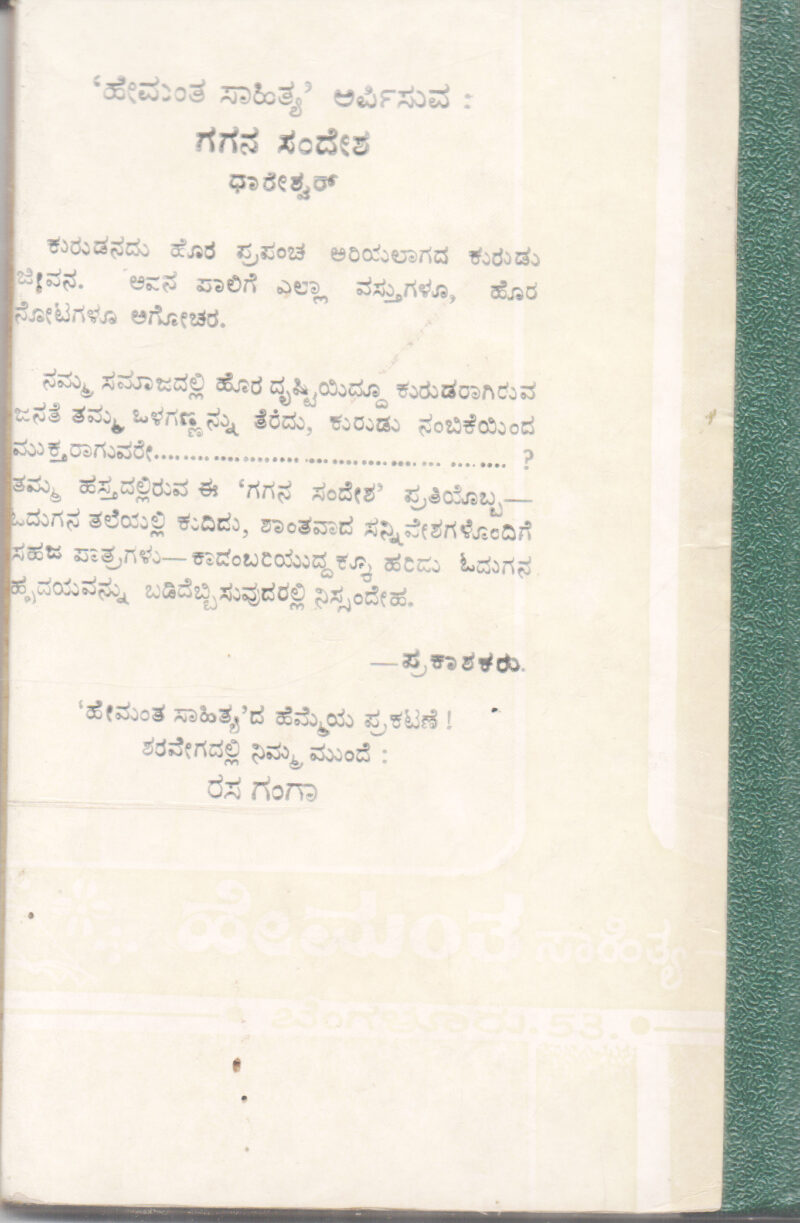 ‘ಹೇಮಂತ ಸಾಹಿತ್ಯ’ ಅರ್ಪಿಸುವ :
ಗಗನ ಸಂದೇಶ
ಧಾರೇಶ್ವರ್
ಕುರುಡನದು ಹೊರ ಪ್ರಪಂಚ ಅರಿಯಲಾಗದ ಕುರುಡು
ಜೀವನ. ಅವನ ಪಾಲಿಗೆ ಎಲ್ಲಾ ವಸ್ತುಗಳೂ, ಹೊರ
ನೋಟಗಳೂ ಅಗೋಚರ.
ನಮ್ಮ ಸಮಾಜದಲ್ಲಿ ಹೊರ ದೃಷ್ಟಿಯಿದ್ದೂ ಕುರುಡರಾಗಿರುವ
ಜನತೆ ತಮ್ಮ ಒಳಗಣ್ಣನ್ನು ತೆರೆದು, ಕುರುಡು ನಂಬಿಕೆಯಿಂದ
ಮುಕ್ತರಾಗುವರೇ.................................................. ?
ತಮ್ಮ ಹಸ್ತದಲ್ಲಿರುವ ಈ ‘ಗಗನ ಸಂದೇಶ’ ಪ್ರತಿಯೊಬ್ಬ—
ಓದುಗನ ತಲೆಯಲ್ಲಿ ಕುದಿದು, ಶಾಂತವಾದ ಸನ್ನಿವೇಶಗಳೊಂದಿಗೆ
ಸಹಜ ಪಾತ್ರಗಳು—ಕಾದಂಬರಿಯುದ್ದಕ್ಕೂ ಹರಿದು ಓದುಗನ
ಹೃದಯವನ್ನು ಬಡಿದೆಬ್ಬಿಸುವುದರಲ್ಲಿ ನಿಸ್ಸಂದೇಹ.
—ಪ್ರಕಾಶಕರು.
‘ಹೇಮಂತ ಸಾಹಿತ್ಯ’ದ ಹೆಮ್ಮೆಯ ಪ್ರಕಟಣೆ !
ಶರವೇಗದಲ್ಲಿ ನಿಮ್ಮ ಮುಂದೆ :
ರಸ ಗಂಗಾ
ಹೇಮಂತ ಸಾಹಿತ್ಯ
ಬೆಂಗಳೂರು. 53.